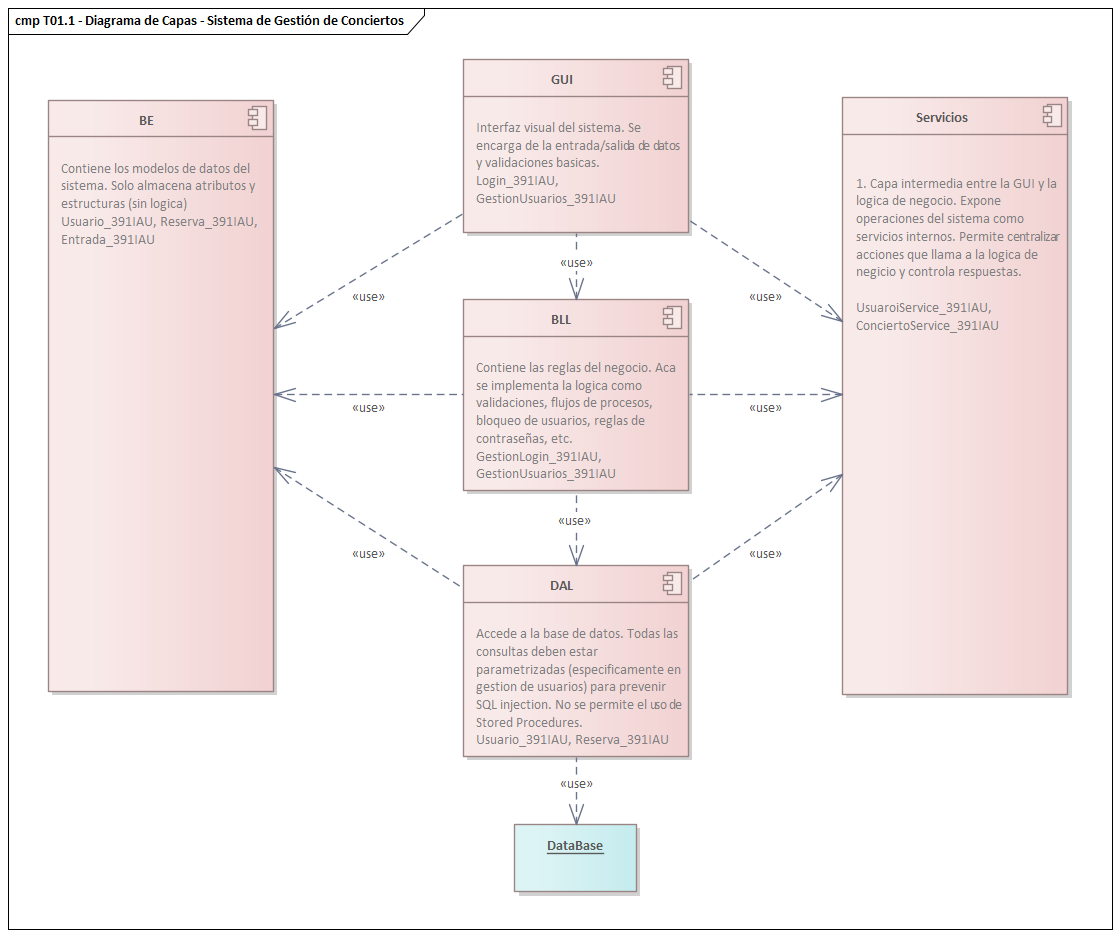 cmp T01.1 - Diagrama de Capas - Sistema de Gestión de Conciertos
GUI
Interfaz visual del sistema. Se
encarga de la entrada/salida de datos
y validaciones basicas.
Login_391IAU,
GestionUsuarios_391IAU
BE
Contiene los modelos de datos del
sistema. Solo almacena atributos y
estructuras (sin logica)
Usuario_391IAU, Reserva_391IAU,
Entrada_391IAU
Servicios
1. Capa intermedia entre la GUI y la
logica de negocio. Expone
operaciones del sistema como
servicios internos. Permite centralizar
acciones que llama a la logica de
negicio y controla respuestas.
UsuaroiService_391IAU,
ConciertoService_391IAU
«use»
«use»
«use»
BLL
Contiene las reglas del negocio. Aca
se implementa la logica como
validaciones, flujos de procesos,
bloqueo de usuarios, reglas de
contraseñas, etc.
GestionLogin_391IAU,
GestionUsuarios_391IAU
«use»
«use»
«use»
«use»
«use»
DAL
Accede a la base de datos. Todas las
consultas deben estar
parametrizadas (especificamente en
gestion de usuarios) para prevenir
SQL injection. No se permite el uso de
Stored Procedures.
Usuario_391IAU, Reserva_391IAU
«use»
DataBase